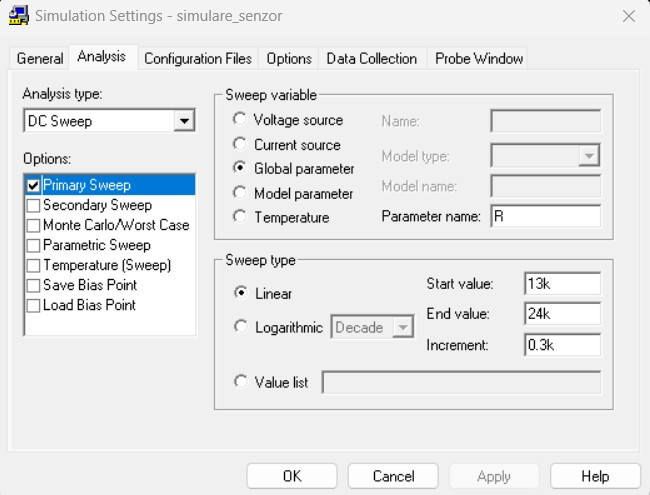 Simulation Settings - simulare_senzor
General
Analysis
Configuration Files
Options
Data Collection
Probe Window
Analysis type:
DC Sweep
Options:
Primary Sweep
Secondary Sweep
Monte Carlo/Worst Case
Parametric Sweep
Temperature (Sweep)
Save Bias Point
Load Bias Point
Sweep variable
Voltage source
Current source
Global parameter
Model parameter
Temperature
Name:
Model type:
Model name:
Parameter name: R
Sweep type
Linear
Logarithmic Decade
Value list
Start value: 13k
End value: 24k
Increment: 0.3k
OK Cancel Apply Help